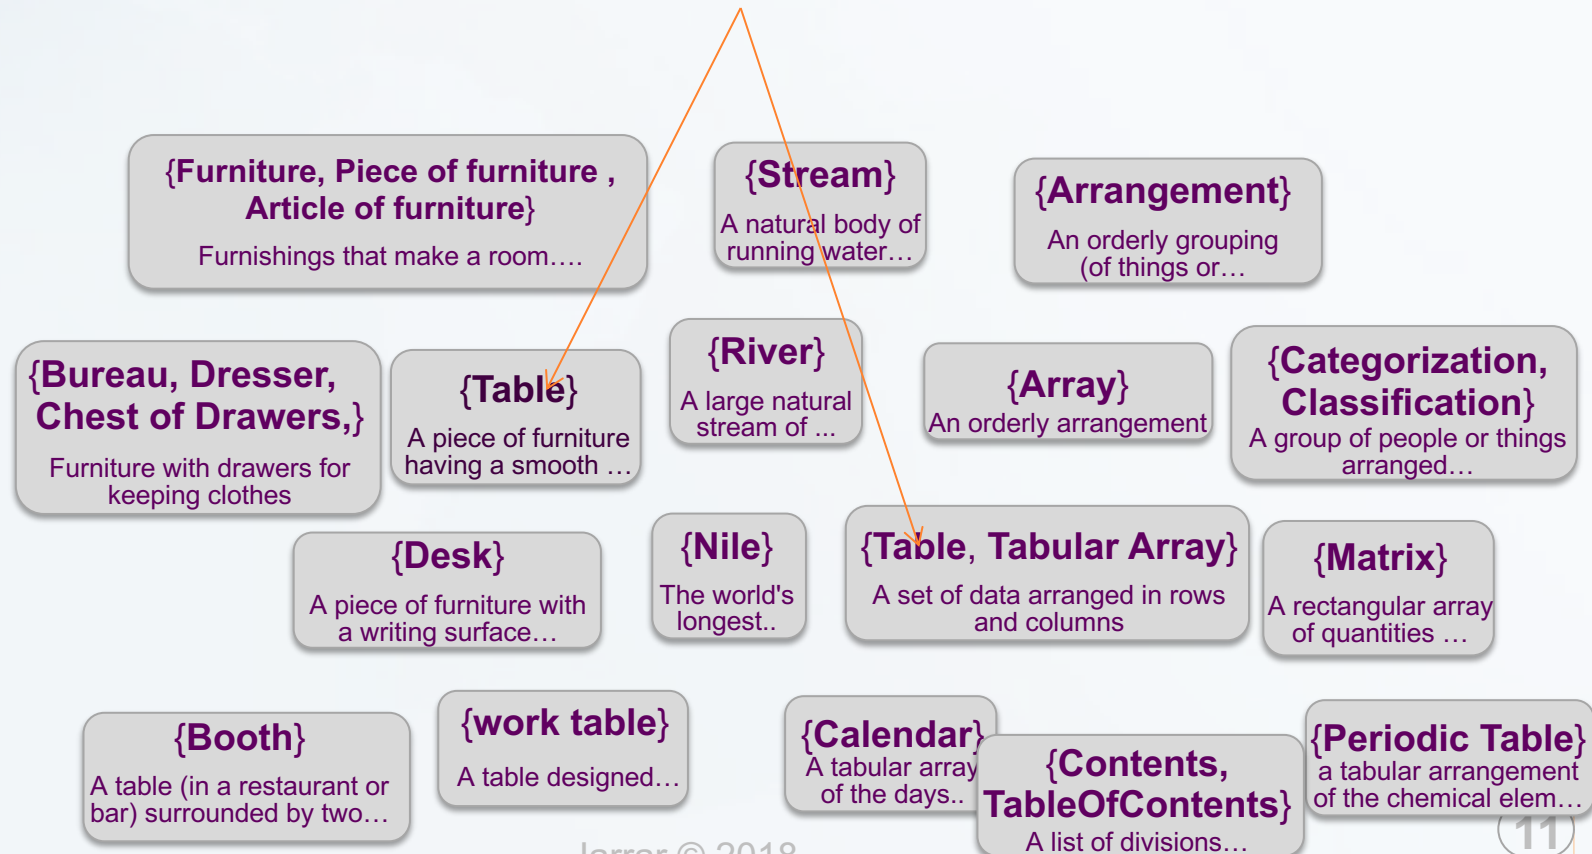 {Furniture, Piece of furniture ,
Article of furniture}
Furnishings that make a room….
{Stream}
A natural body of
running water…
{Arrangement}
An orderly grouping
(of things or…
{Bureau, Dresser,
Chest of Drawers,}
Furniture with drawers for
keeping clothes
{Table}
A piece of furniture
having a smooth …
{River}
A large natural
stream of ...
{Array}
An orderly arrangement
{Categorization,
Classification}
A group of people or things
arranged…
{Desk}
A piece of furniture with
a writing surface…
{Nile}
The world's
longest..
{Table, Tabular Array}
A set of data arranged in rows
and columns
{Matrix}
A rectangular array
of quantities …
{Booth}
A table (in a restaurant or
bar) surrounded by two…
{work table}
A table designed…
{Calendar}
A tabular array
of the days..
{Contents,
TableOfContents}
A list of divisions…
{Periodic Table}
a tabular arrangement
of the chemical elem…
Jarrar © 2018
11